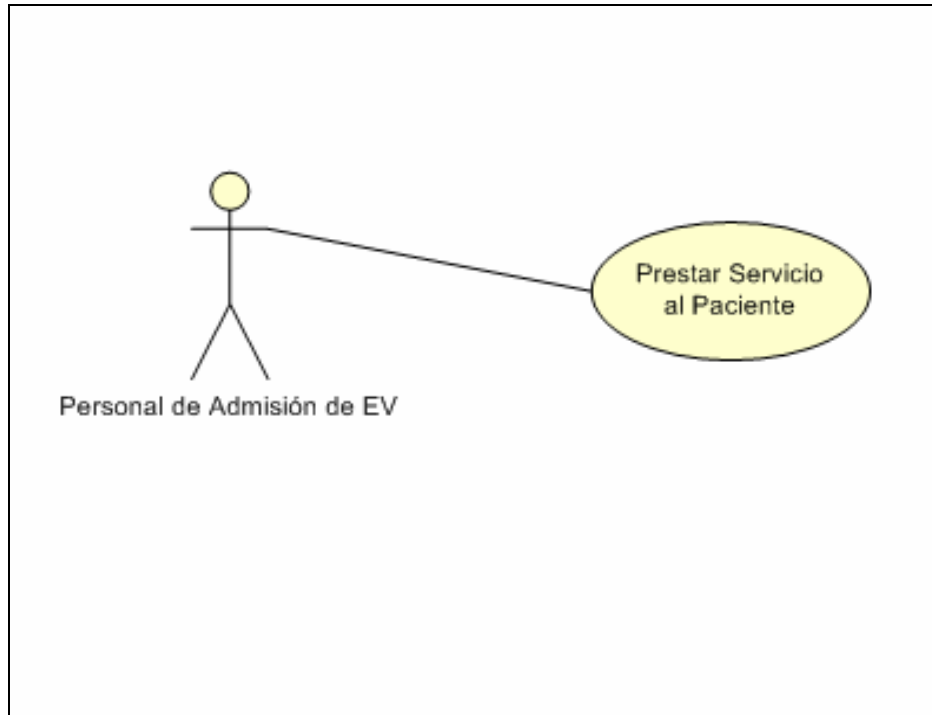 Prestar Servicio
al Paciente
Personal de Admisión de EV